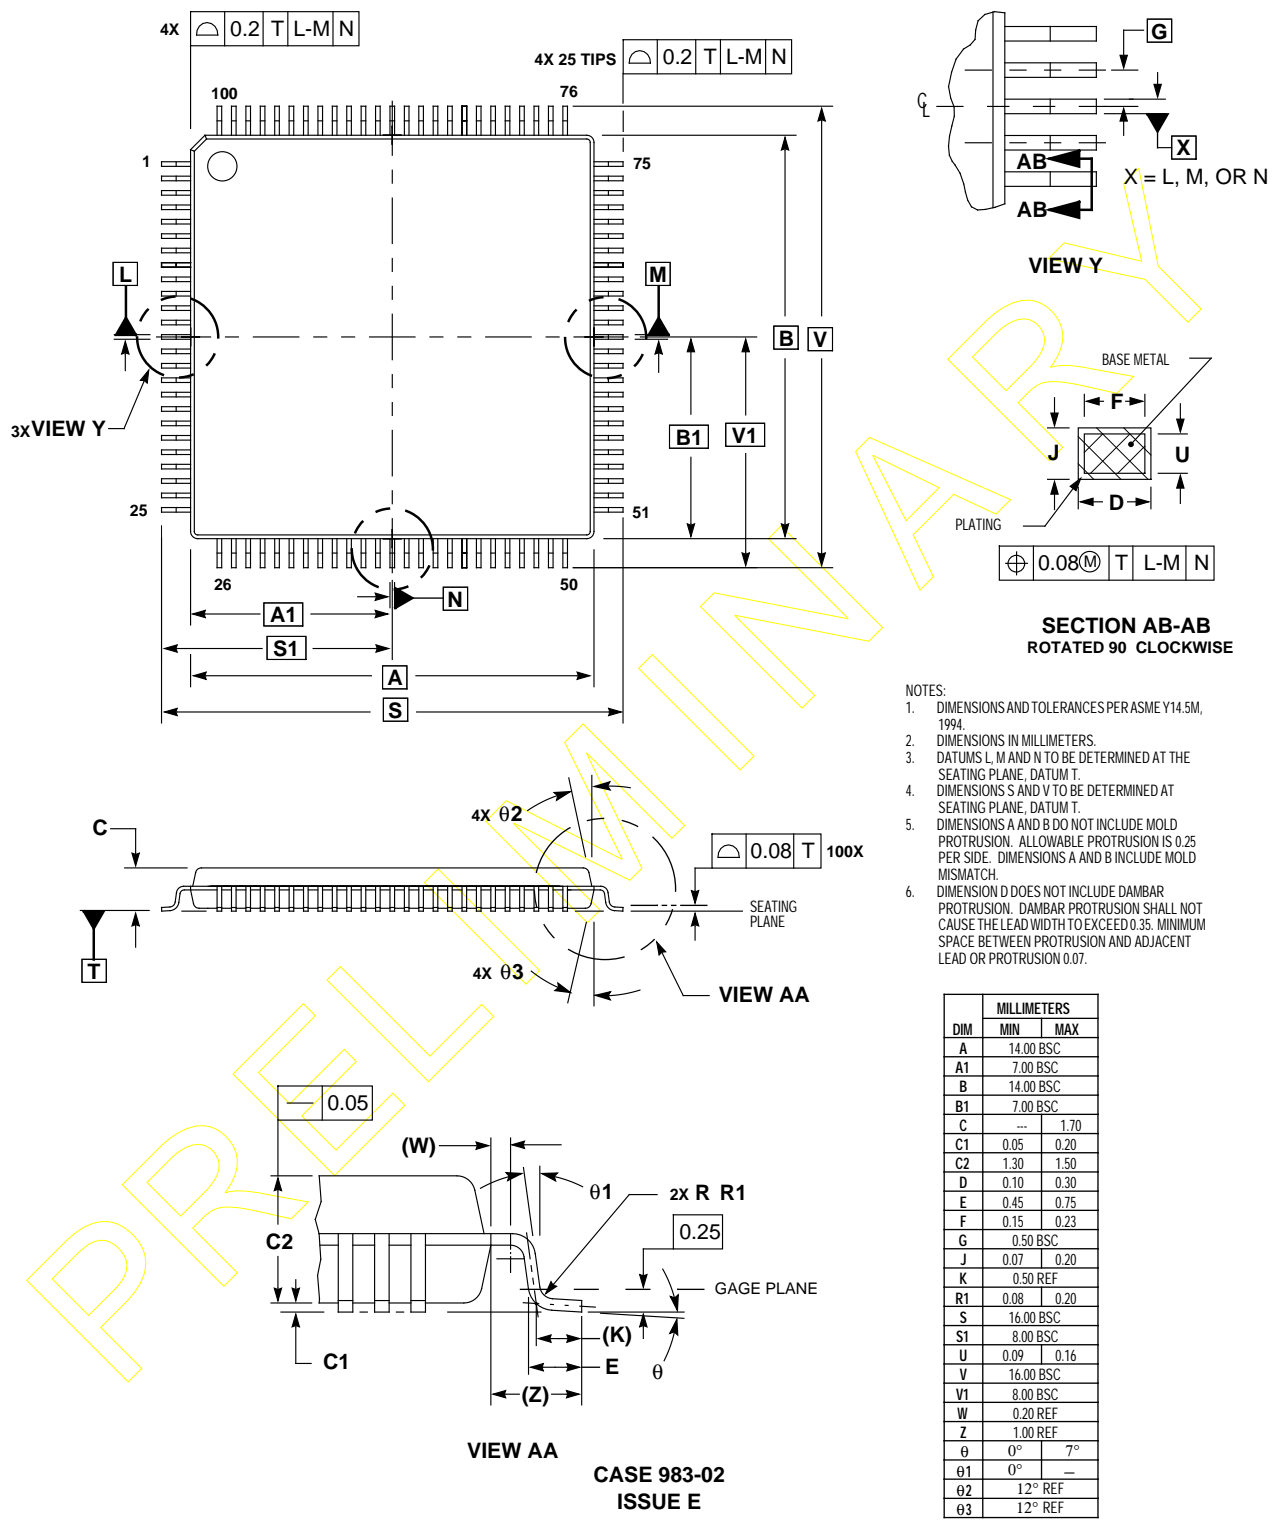 4X ⌓ 0.2 T L-M N
4X 25 TIPS ⌓ 0.2 T L-M N
100
76
1
75
L
M
3X VIEW Y
B
V
B1
V1
25
51
26
50
N
A1
S1
A
S
G
C L
AB
X
X = L, M, OR N
AB
VIEW Y
BASE METAL
F
J
U
D
PLATING
⌖ 0.08Ⓜ T L-M N
SECTION AB-AB
ROTATED 90 CLOCKWISE
NOTES:
1. DIMENSIONS AND TOLERANCES PER ASME Y14.5M,
1994.
2. DIMENSIONS IN MILLIMETERS.
3. DATUMS L, M AND N TO BE DETERMINED AT THE
SEATING PLANE, DATUM T.
4. DIMENSIONS S AND V TO BE DETERMINED AT
SEATING PLANE, DATUM T.
5. DIMENSIONS A AND B DO NOT INCLUDE MOLD
PROTRUSION. ALLOWABLE PROTRUSION IS 0.25
PER SIDE. DIMENSIONS A AND B INCLUDE MOLD
MISMATCH.
6. DIMENSION D DOES NOT INCLUDE DAMBAR
PROTRUSION. DAMBAR PROTRUSION SHALL NOT
CAUSE THE LEAD WIDTH TO EXCEED 0.35. MINIMUM
SPACE BETWEEN PROTRUSION AND ADJACENT
LEAD OR PROTRUSION 0.07.
4X θ2
C
⌓ 0.08 T 100X
SEATING
PLANE
T
4X θ3
VIEW AA
— 0.05
(W)
θ1
2X R R1
0.25
C2
GAGE PLANE
C1
(K)
E
θ
(Z)
VIEW AA
CASE 983-02
ISSUE E
MILLIMETERS
DIM MIN MAX
A 14.00 BSC
A1 7.00 BSC
B 14.00 BSC
B1 7.00 BSC
C --- 1.70
C1 0.05 0.20
C2 1.30 1.50
D 0.10 0.30
E 0.45 0.75
F 0.15 0.23
G 0.50 BSC
J 0.07 0.20
K 0.50 REF
R1 0.08 0.20
S 16.00 BSC
S1 8.00 BSC
U 0.09 0.16
V 16.00 BSC
V1 8.00 BSC
W 0.20 REF
Z 1.00 REF
θ 0° 7°
θ1 0° —
θ2 12° REF
θ3 12° REF
PRELIMINARY